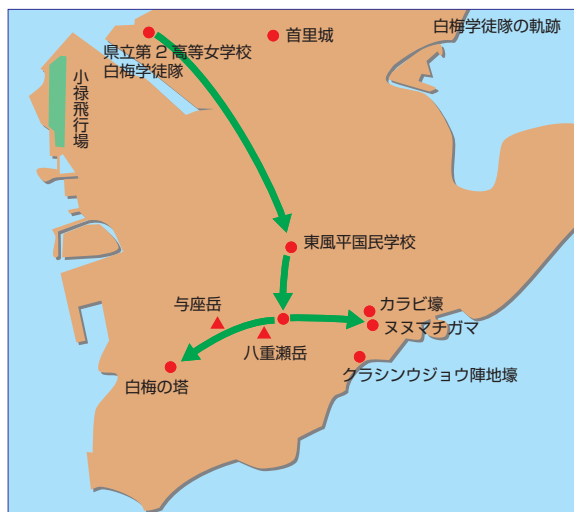 白梅学徒隊の軌跡
首里城
県立第2高等女学校
白梅学徒隊
小禄飛行場
東風平国民学校
与座岳
カラビ壕
ヌヌマチガマ
八重瀬岳
クラシンウジョウ陣地壕
白梅の塔